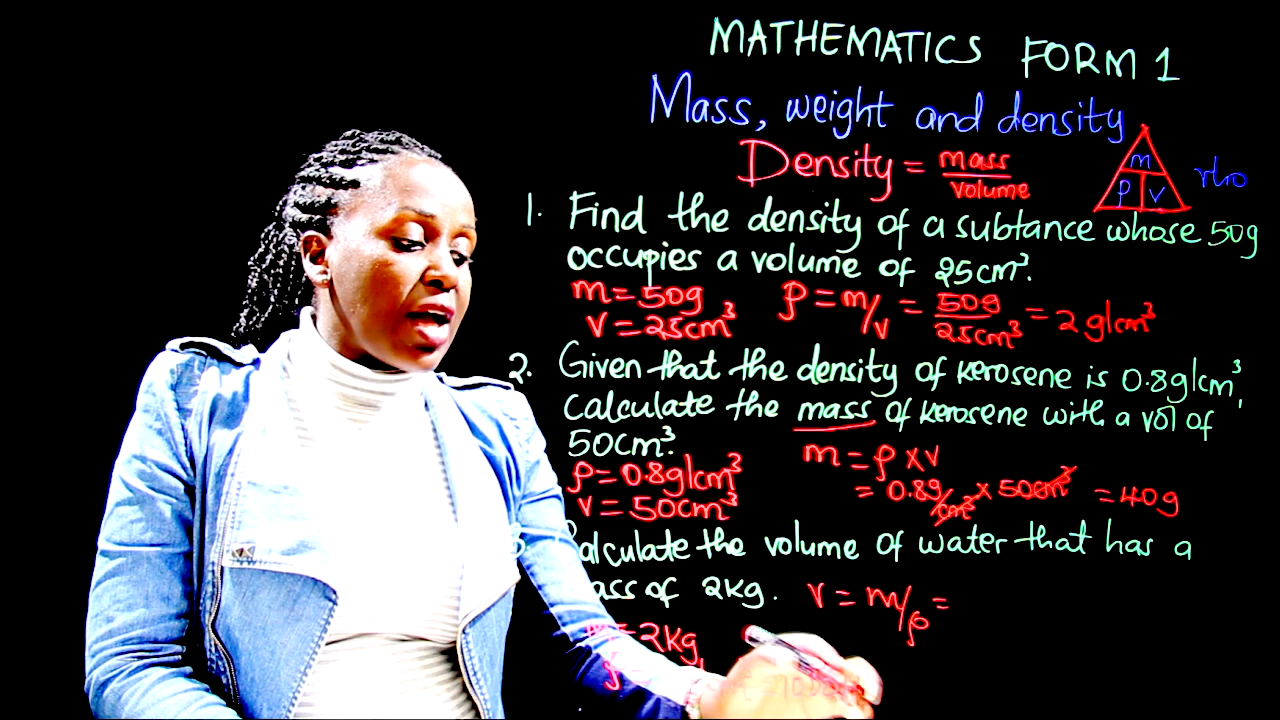 MATHEMATICS FORM 1
Mass, weight and density
Density = mass/volume
m
ρ v
rho
1. Find the density of a subtance whose 50g
occupies a volume of 25cm³.
m = 50g ρ = m/v = 50g/25cm³ = 2g/cm³
v = 25cm³
2. Given that the density of kerosene is 0.8g/cm³,
Calculate the mass of kerosene with a vol of
50cm³.
ρ = 0.8g/cm³ m = ρ x v
v = 50cm³ = 0.8g/cm³ x 50cm³ = 40g
alculate the volume of water that has a
ass of 2kg. v = m/ρ =
= 2kg
ρ